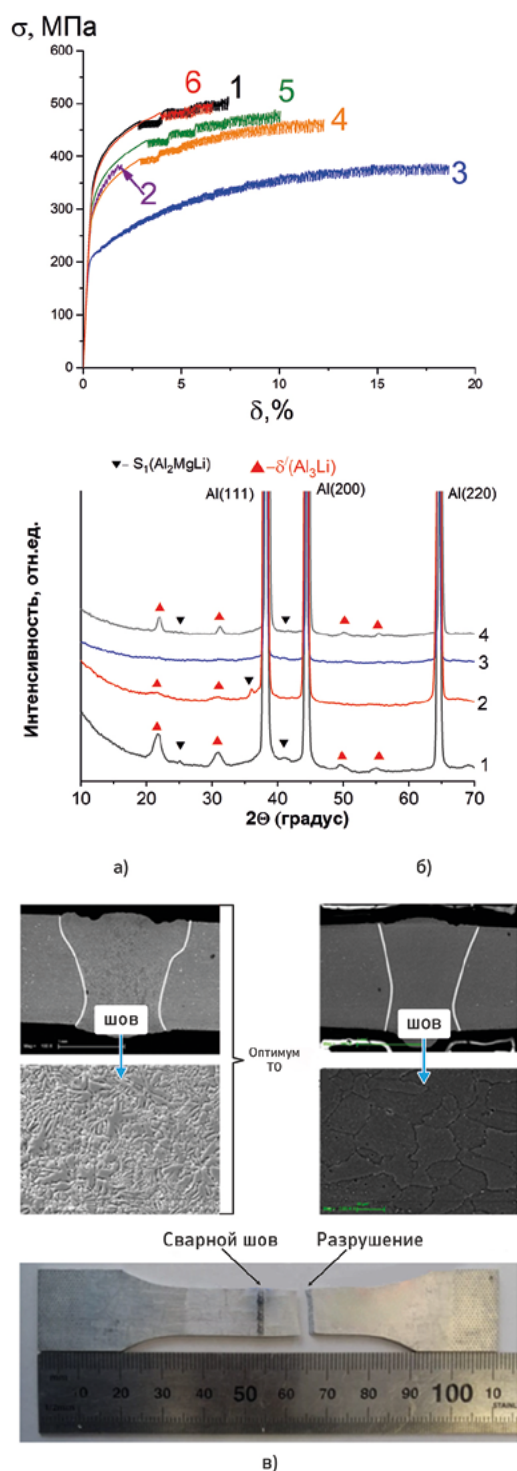 σ, МПа
600
500
400
300
200
100
0
6
1
5
4
2
3
0
5
10
15
20
δ,%
▼- S₁(Al₂MgLi)
▲ –δ′(Al₃Li)
Al(111)
Al(200)
Al(220)
Интенсивность, отн.ед.
4
3
2
1
10 20 30 40 50 60 70
2Θ (градус)
а)
б)
шов
шов
Оптимум
ТО
Сварной шов
Разрушение
10
0
10
20
30
40
50
60
70
80
90
100
10
в)